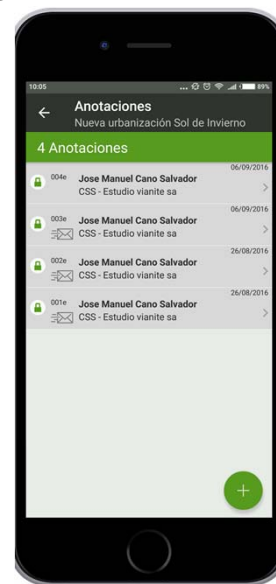 10:05 ... 89%
Anotaciones
Nueva urbanización Sol de Invierno
4 Anotaciones
06/09/2016
004e Jose Manuel Cano Salvador
CSS - Estudio vianite sa
06/09/2016
003e Jose Manuel Cano Salvador
CSS - Estudio vianite sa
26/08/2016
002e Jose Manuel Cano Salvador
CSS - Estudio vianite sa
26/08/2016
001e Jose Manuel Cano Salvador
CSS - Estudio vianite sa